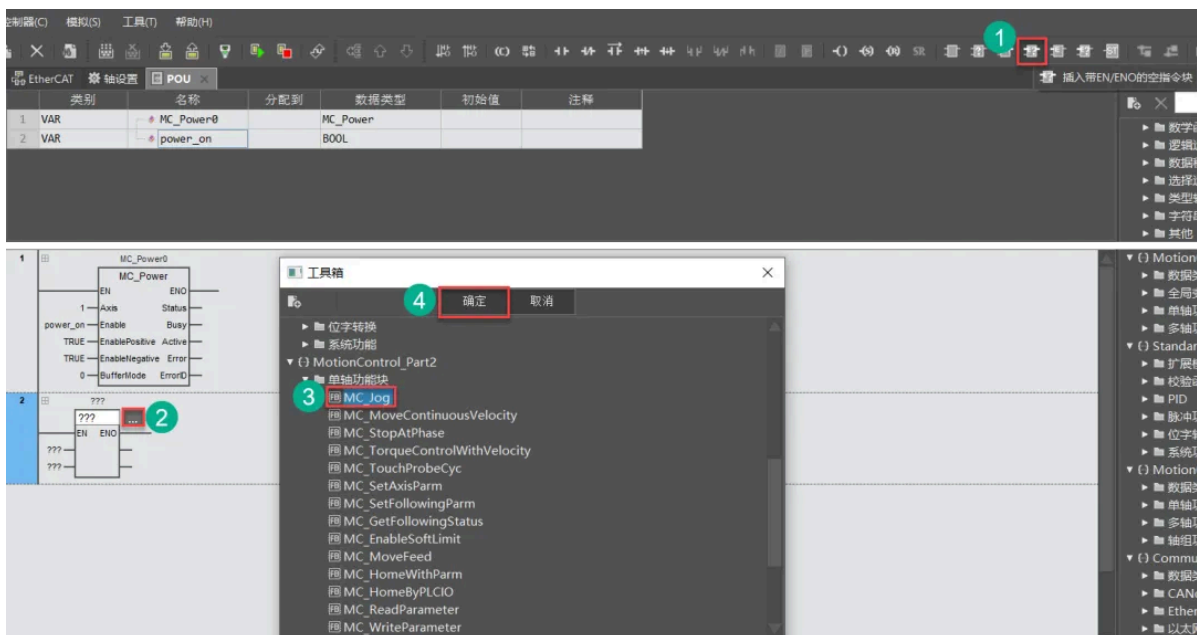 控制器(C) 模拟(S) 工具(T) 帮助(H)
SR ST
1
EtherCAT 轴设置 POU ×
插入带EN/ENO的空指令块
类别 名称 分配到 数据类型 初始值 注释
1 VAR MC_Power0 MC_Power
2 VAR power_on BOOL
数学
逻辑
数据
选择
类型
字符
其他
1 MC_Power0
MC_Power
EN ENO
1 Axis Status
power_on Enable Busy
TRUE EnablePositive Active
TRUE EnableNegative Error
0 BufferMode ErrorID
2 ???
??? ... 2
EN ENO
???
???
工具箱
4 确定 取消
位字转换
系统功能
MotionControl_Part2
单轴功能块
3 MC_Jog
MC_MoveContinuousVelocity
MC_StopAtPhase
MC_TorqueControlWithVelocity
MC_TouchProbeCyc
MC_SetAxisParm
MC_SetFollowingParm
MC_GetFollowingStatus
MC_EnableSoftLimit
MC_MoveFeed
MC_HomeWithParm
MC_HomeByPLCIO
MC_ReadParameter
MC_WriteParameter
Motion
数据
全局
单轴
多轴
Standar
扩展
校验
PID
脉冲
位字
系统
Motion
数据
单轴
多轴
轴组
Commu
数据
CAN
Ether
以太